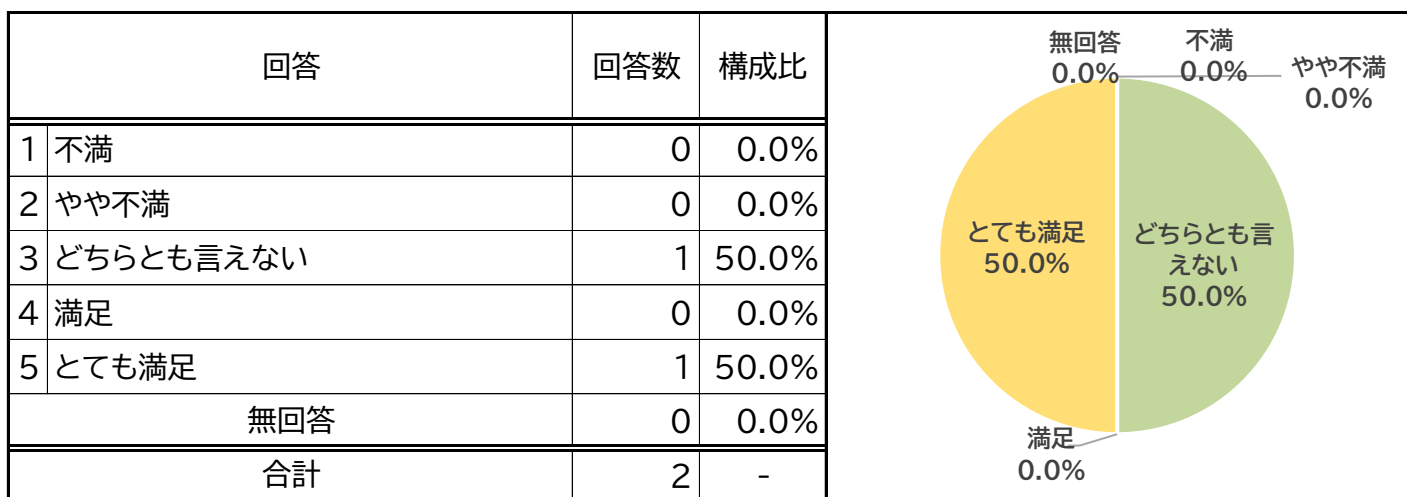 回答 回答数 構成比
1 不満 0 0.0%
2 やや不満 0 0.0%
3 どちらとも言えない 1 50.0%
4 満足 0 0.0%
5 とても満足 1 50.0%
無回答 0 0.0%
合計 2 -
無回答
0.0%
不満
0.0%
やや不満
0.0%
とても満足
50.0%
どちらとも言
えない
50.0%
満足
0.0%